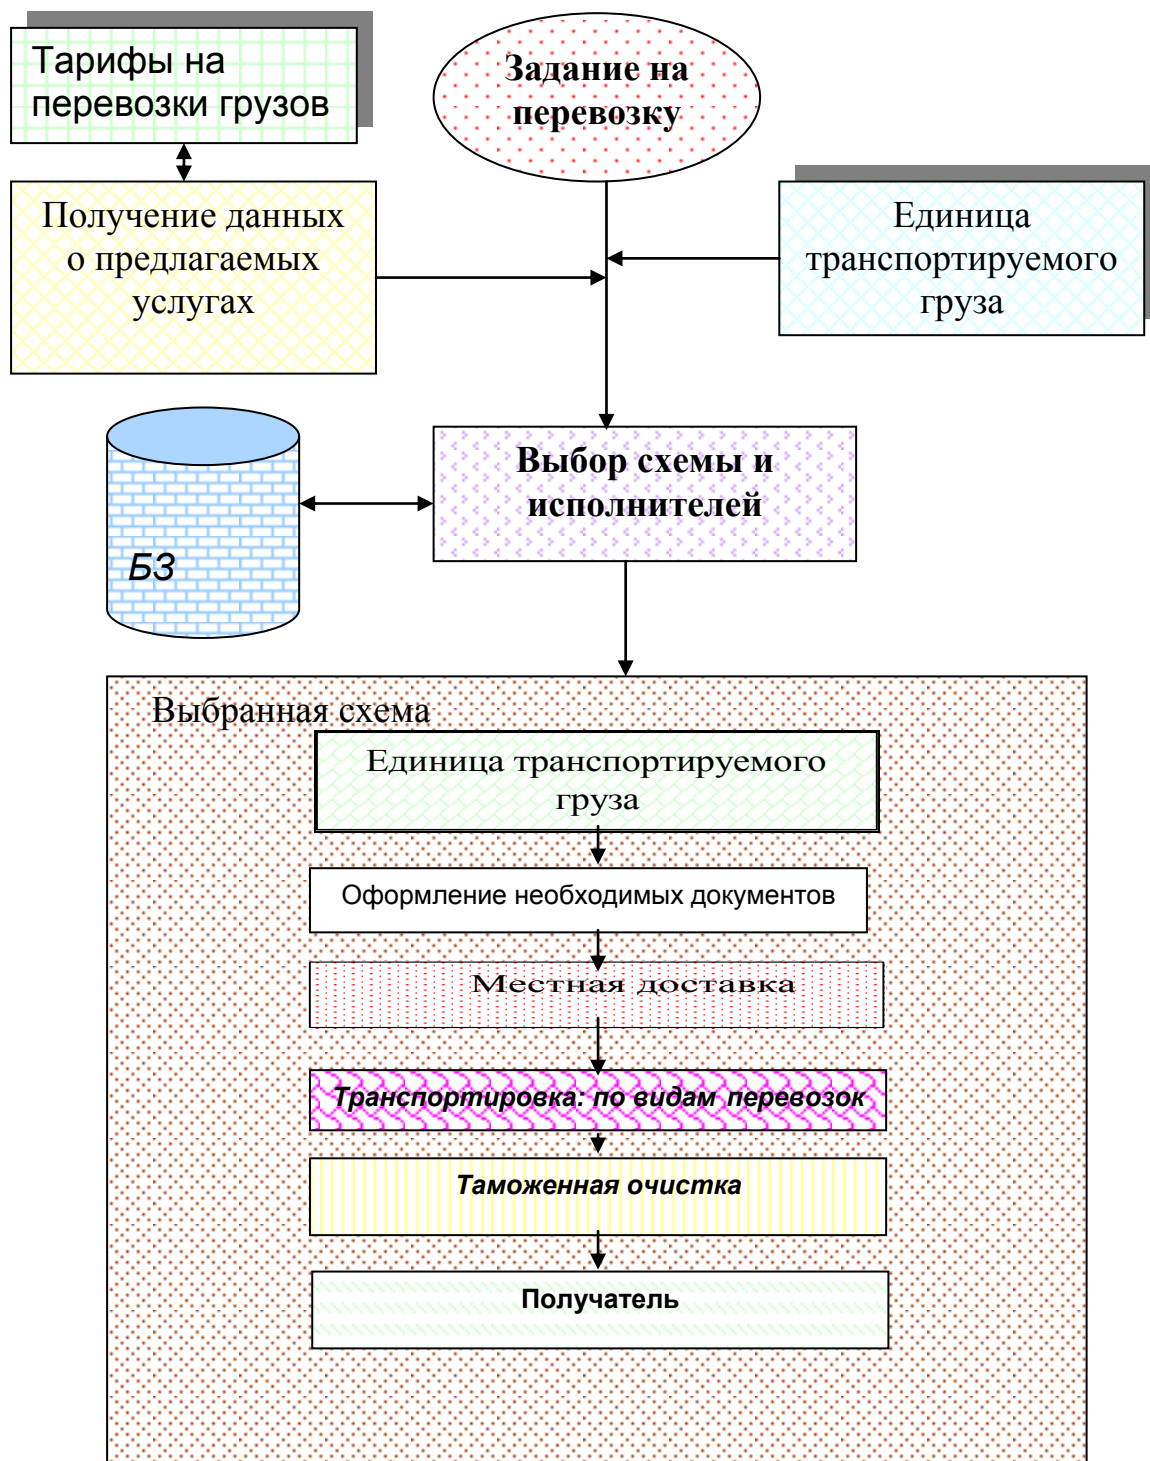 Тарифы на
перевозки грузов
Задание на
перевозку
Получение данных
о предлагаемых
услугах
Единица
транспортируемого
груза
Выбор схемы и
исполнителей
БЗ
Выбранная схема
Единица транспортируемого
груза
Оформление необходимых документов
Местная доставка
Транспортировка: по видам перевозок
Таможенная очистка
Получатель